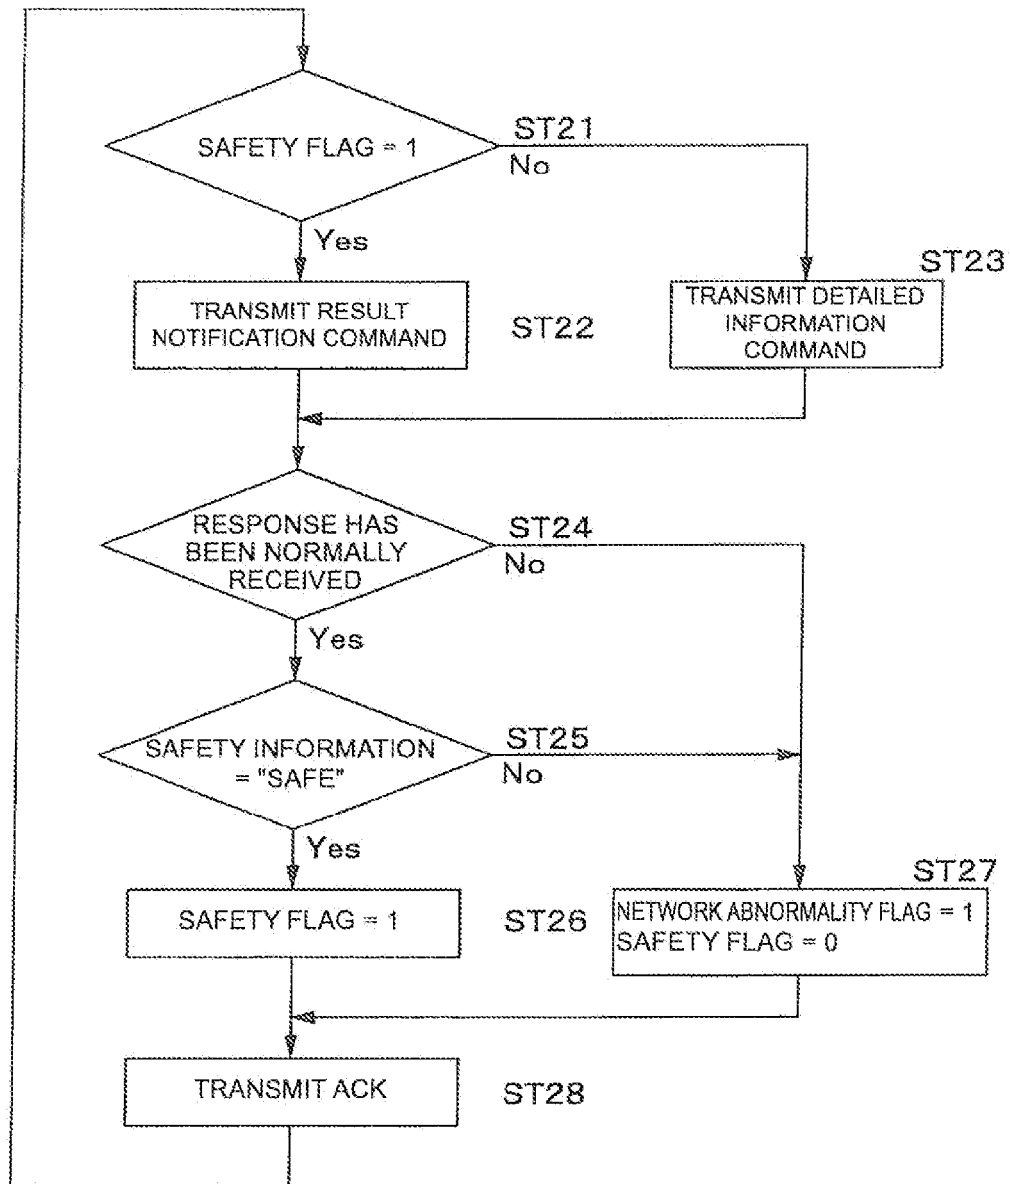 SAFETY FLAG = 1
ST21
No
Yes
TRANSMIT RESULT
NOTIFICATION COMMAND
ST22
ST23
TRANSMIT DETAILED
INFORMATION
COMMAND
RESPONSE HAS
BEEN NORMALLY
RECEIVED
ST24
No
Yes
SAFETY INFORMATION
= "SAFE"
ST25
No
Yes
SAFETY FLAG = 1
ST26
ST27
NETWORK ABNORMALITY FLAG = 1
SAFETY FLAG = 0
TRANSMIT ACK
ST28